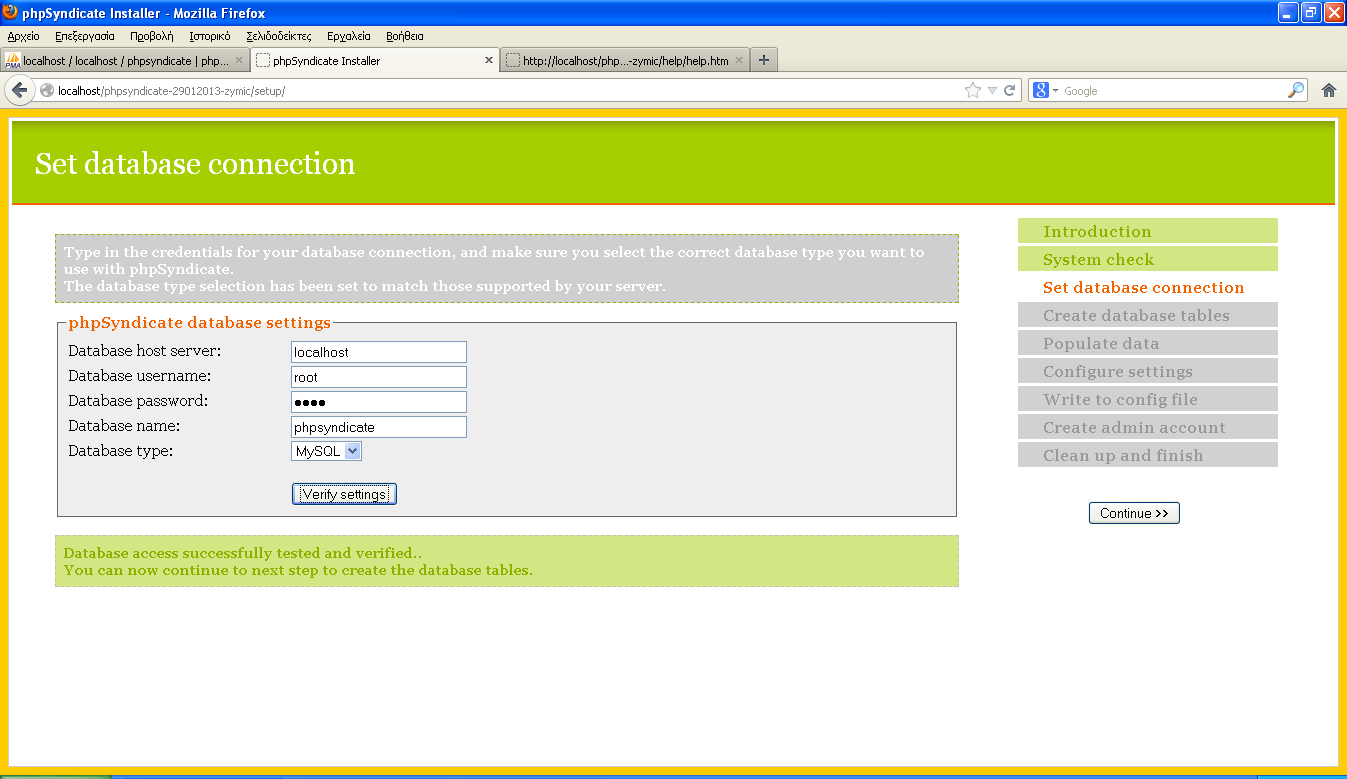 phpSyndicate Installer - Mozilla Firefox
Αρχείο Επεξεργασία Προβολή Ιστορικό Σελιδοδείκτες Εργαλεία Βοήθεια
PMA localhost / localhost / phpsyndicate | php...
phpSyndicate Installer
http://localhost/php...-zymic/help/help.htm
localhost/phpsyndicate-29012013-zymic/setup/
8 Google
Set database connection
Type in the credentials for your database connection, and make sure you select the correct database type you want to
use with phpSyndicate.
The database type selection has been set to match those supported by your server.
phpSyndicate database settings
Database host server: localhost
Database username: root
Database password: ●●●●
Database name: phpsyndicate
Database type: MySQL
Verify settings
Database access successfully tested and verified..
You can now continue to next step to create the database tables.
Introduction
System check
Set database connection
Create database tables
Populate data
Configure settings
Write to config file
Create admin account
Clean up and finish
Continue >>